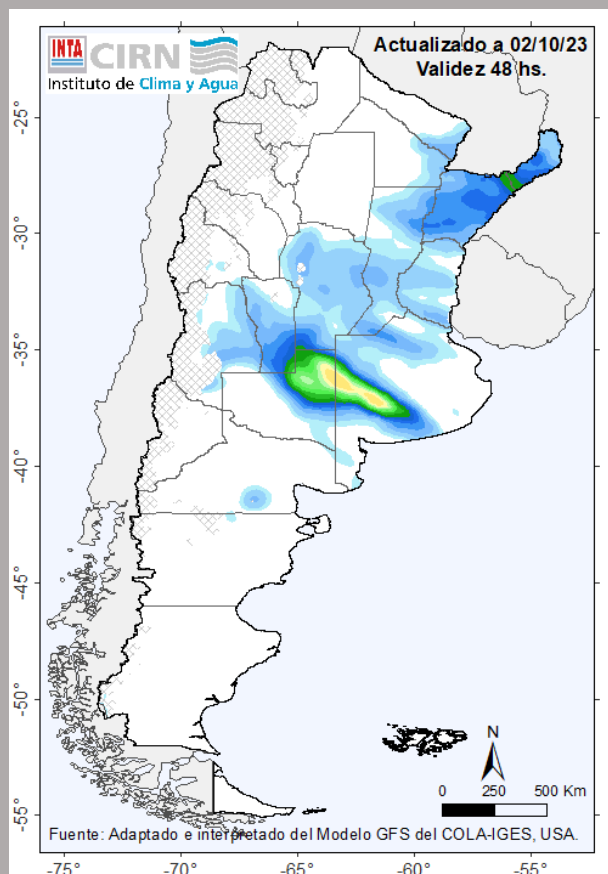 INTA CIRN
Instituto de Clima y Agua
Actualizado a 02/10/23
Validez 48 hs.
-25°
-30°
-35°
-40°
-45°
-50°
-55°
N
0 250 500 Km
Fuente: Adaptado e interpretado del Modelo GFS del COLA-IGES, USA.
-75° -70° -65° -60° -55°